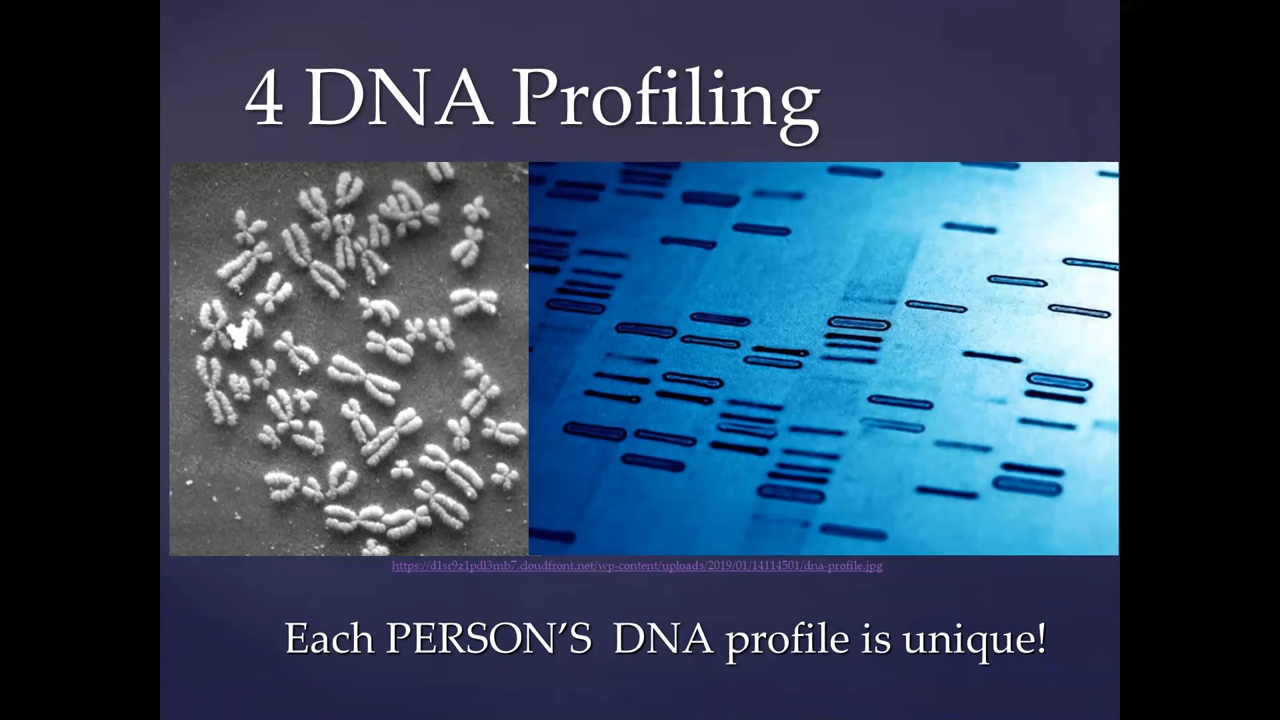 4 DNA Profiling
https://d1sr9z1pdl3mb7.cloudfront.net/wp-content/uploads/2019/01/14114501/dna-profile.jpg
Each PERSON’S  DNA profile is unique!